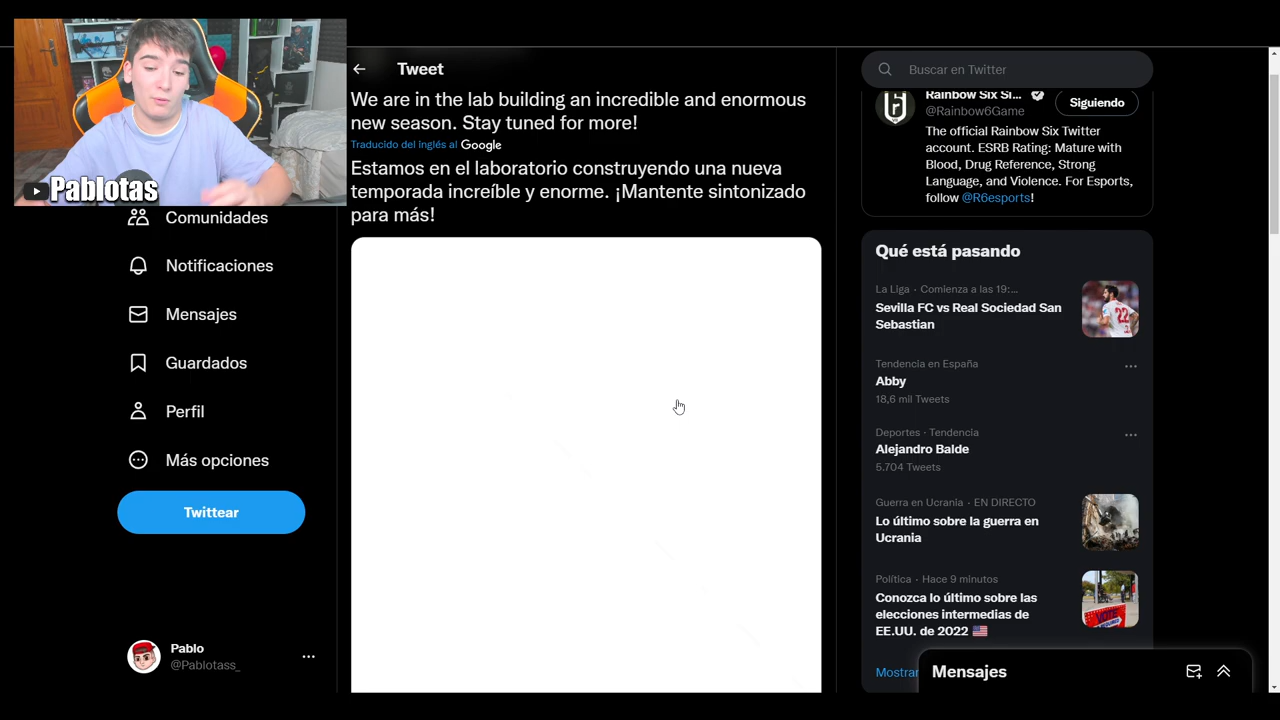 Pablotas
Comunidades
Notificaciones
Mensajes
Guardados
Perfil
Más opciones
Twittear
Pablo
@Pablotass_
Tweet
We are in the lab building an incredible and enormous
new season. Stay tuned for more!
Traducido del inglés al Google
Estamos en el laboratorio construyendo una nueva
temporada increíble y enorme. ¡Mantente sintonizado
para más!
Buscar en Twitter
Rainbow Six Si...
@Rainbow6Game
Siguiendo
The official Rainbow Six Twitter
account. ESRB Rating: Mature with
Blood, Drug Reference, Strong
Language, and Violence. For Esports,
follow @R6esports!
Qué está pasando
La Liga · Comienza a las 19:...
Sevilla FC vs Real Sociedad San
Sebastian
22
Tendencia en España
Abby
18,6 mil Tweets
Deportes · Tendencia
Alejandro Balde
5.704 Tweets
Guerra en Ucrania · EN DIRECTO
Lo último sobre la guerra en
Ucrania
Política · Hace 9 minutos
Conozca lo último sobre las
elecciones intermedias de
EE.UU. de 2022
VOTE
Mostrar
Mensajes